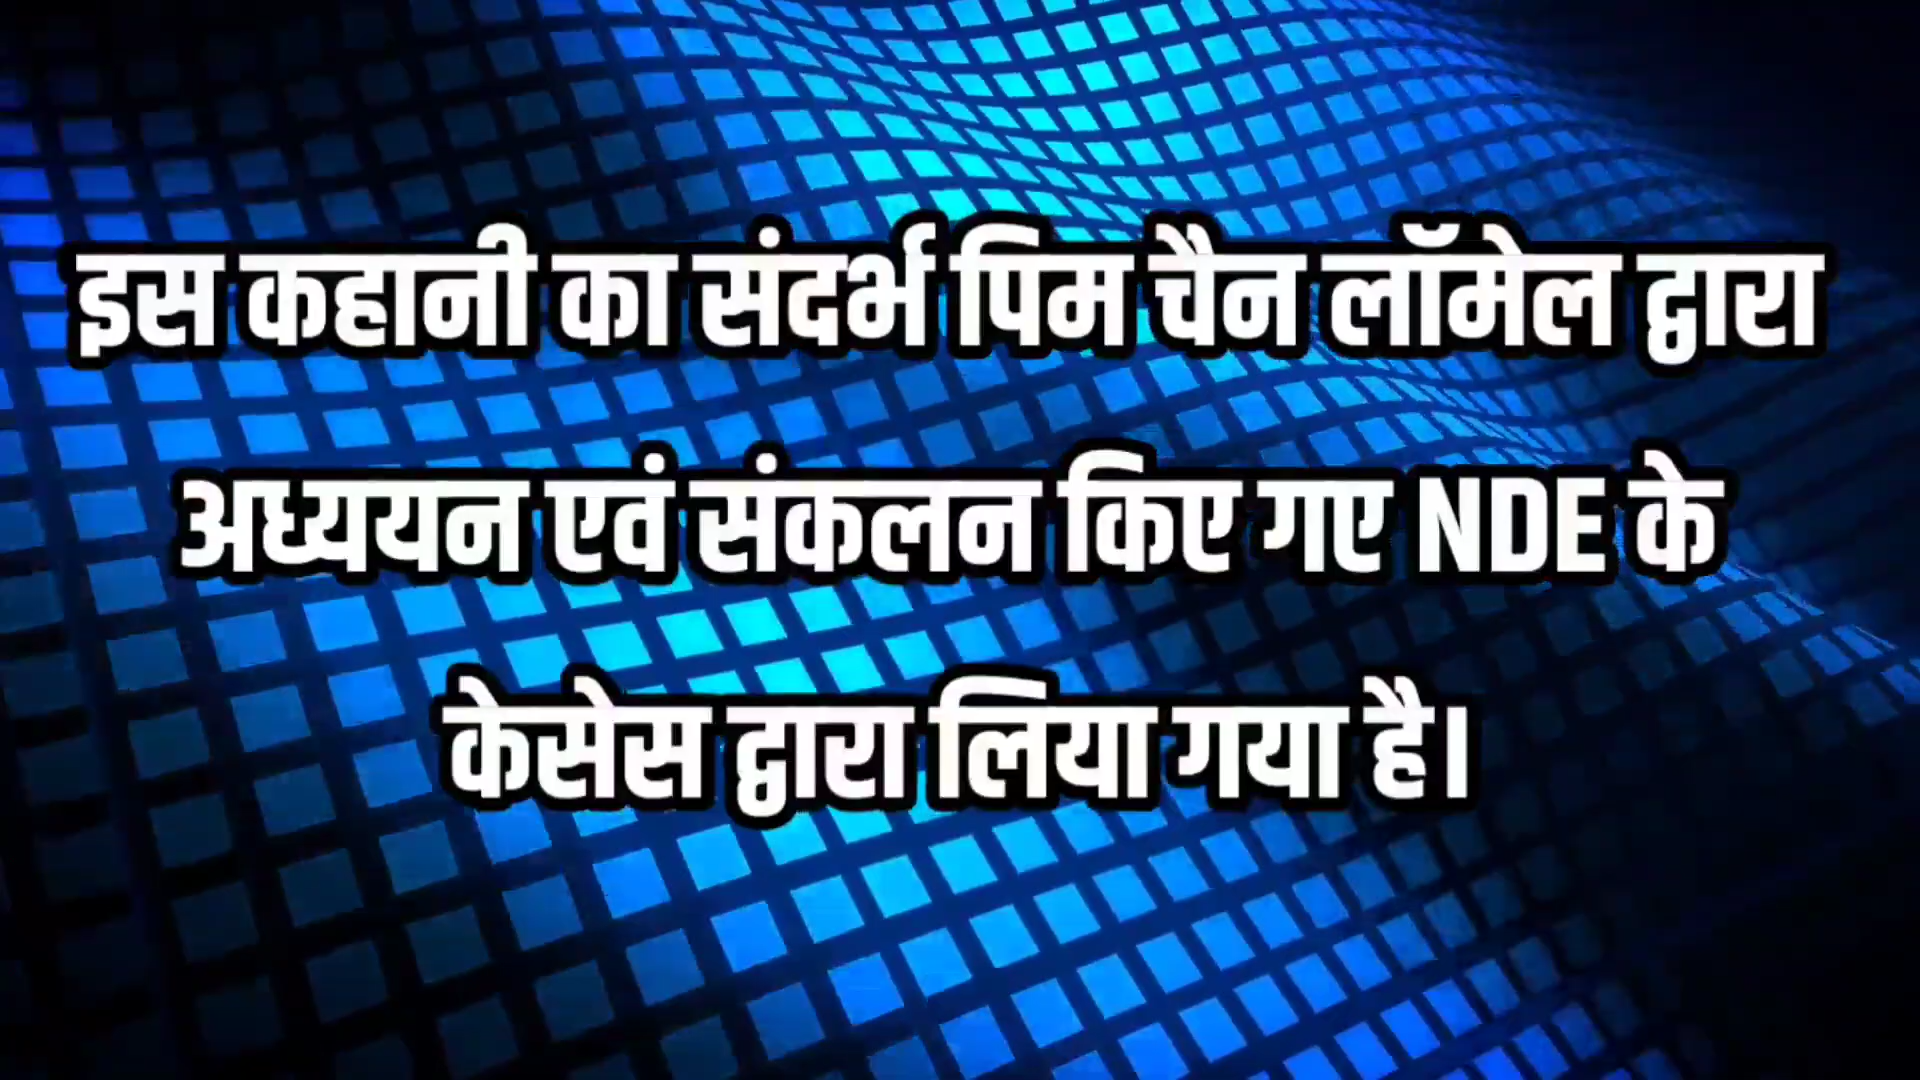 इस कहानी का संदर्भ पिम चैन लॉमेल द्वारा
अध्ययन एवं संकलन किए गए NDE के
केसेस द्वारा लिया गया है।